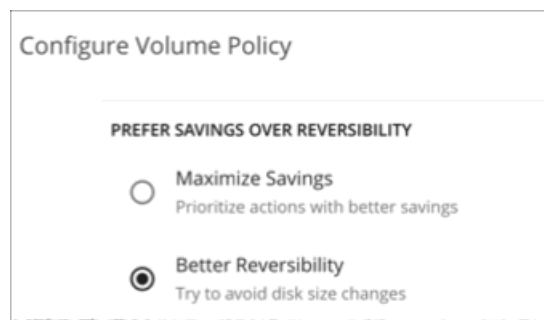 Configure Volume Policy
PREFER SAVINGS OVER REVERSIBILITY
Maximize Savings
Prioritize actions with better savings
Better Reversibility
Try to avoid disk size changes